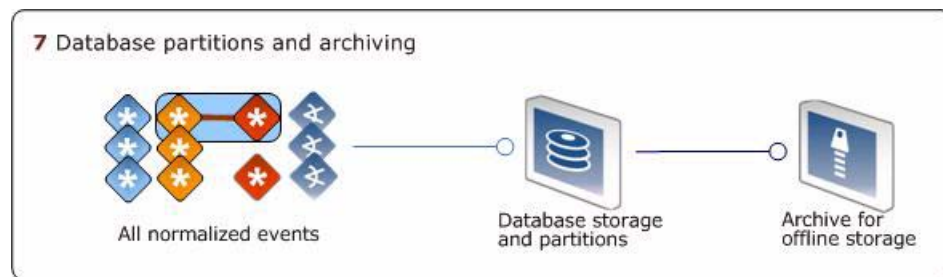 7 Database partitions and archiving
All normalized events
Database storage
and partitions
Archive for
offline storage